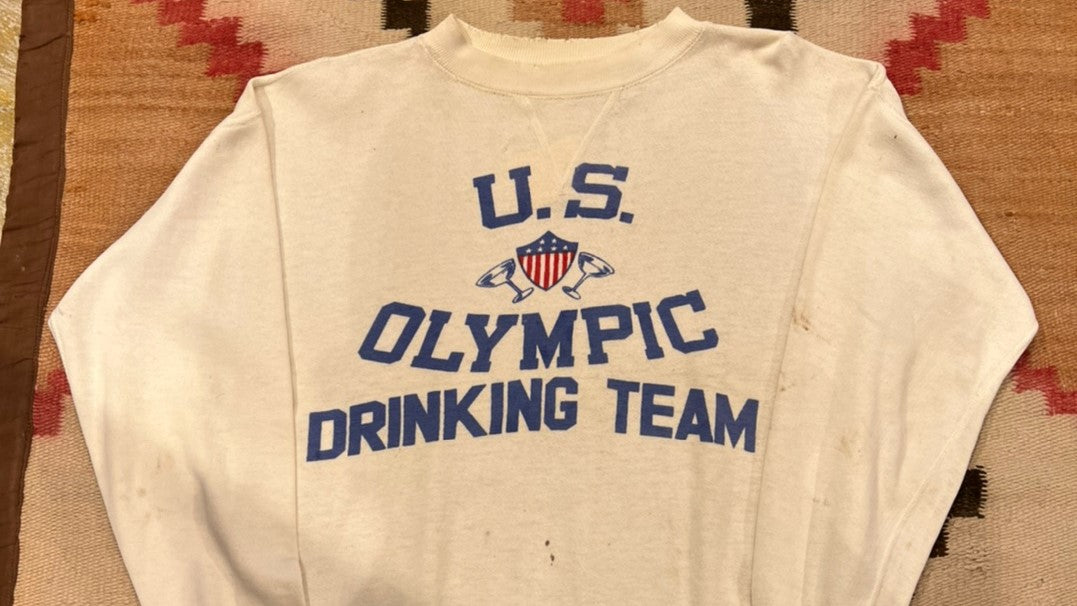 U.S.
OLYMPIC
DRINKING TEAM